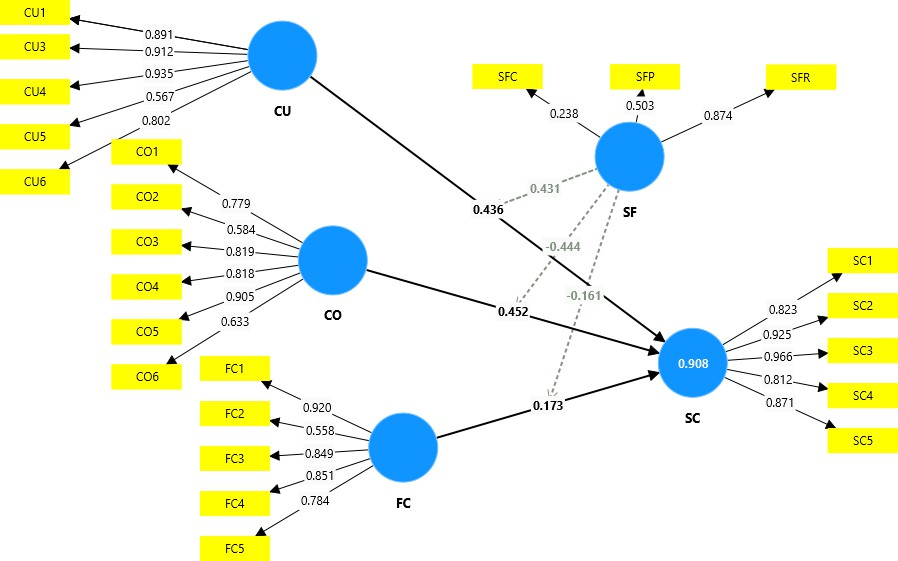 CU1
CU3
CU4
CU5
CU6
0.891
0.912
0.935
0.567
0.802
CU
SFC
SFP
SFR
0.238
0.503
0.874
SF
0.431
-0.444
-0.161
0.436
0.452
0.173
CO1
CO2
CO3
CO4
CO5
CO6
0.779
0.584
0.819
0.818
0.905
0.633
CO
FC1
FC2
FC3
FC4
FC5
0.920
0.558
0.849
0.851
0.784
FC
0.908
SC
0.823
0.925
0.966
0.812
0.871
SC1
SC2
SC3
SC4
SC5